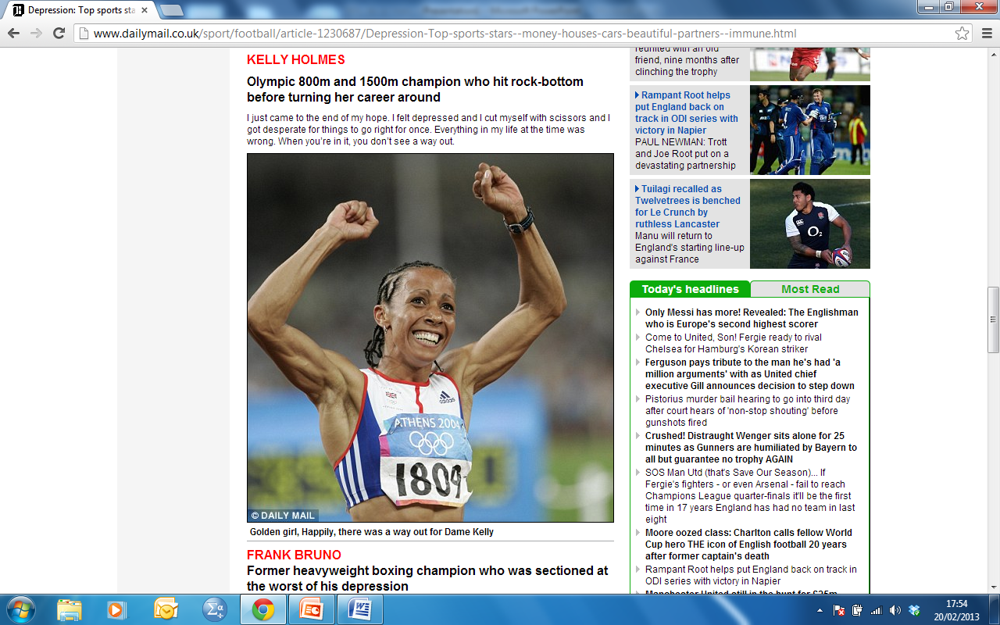 Depression: Top sports sta
www.dailymail.co.uk/sport/football/article-1230687/Depression-Top-sports-stars--money-houses-cars-beautiful-partners--immune.html
KELLY HOLMES
Olympic 800m and 1500m champion who hit rock-bottom
before turning her career around
I just came to the end of my hope. I felt depressed and I cut myself with scissors and I
got desperate for things to go right for once. Everything in my life at the time was
wrong. When you're in it, you don't see a way out.
adidas
ATHENS 2004
1809
© DAILY MAIL
Golden girl, Happily, there was a way out for Dame Kelly
FRANK BRUNO
Former heavyweight boxing champion who was sectioned at
the worst of his depression
reunited with an old
friend, nine months after
clinching the trophy
Rampant Root helps
put England back on
track in ODI series with
victory in Napier
PAUL NEWMAN: Trott
and Joe Root put on a
devastating partnership
Tuilagi recalled as
Twelvetrees is benched
for Le Crunch by
ruthless Lancaster
Manu will return to
England's starting line-up
against France
O2
Today's headlines
Most Read
Only Messi has more! Revealed: The Englishman
who is Europe's second highest scorer
Come to United, Son! Fergie ready to rival
Chelsea for Hamburg's Korean striker
Ferguson pays tribute to the man he's had 'a
million arguments' with as United chief
executive Gill announces decision to step down
Pistorius murder bail hearing to go into third day
after court hears of 'non-stop shouting' before
gunshots fired
Crushed! Distraught Wenger sits alone for 25
minutes as Gunners are humiliated by Bayern to
all but guarantee no trophy AGAIN
SOS Man Utd (that's Save Our Season)... If
Fergie's fighters - or even Arsenal - fail to reach
Champions League quarter-finals it'll be the first
time in 17 years England has had no team in last
eight
Moore oozed class: Charlton calls fellow World
Cup hero THE icon of English football 20 years
after former captain's death
Rampant Root helps put England back on track in
ODI series with victory in Napier
Manchester United still in the hunt for £25m
17:54
20/02/2013